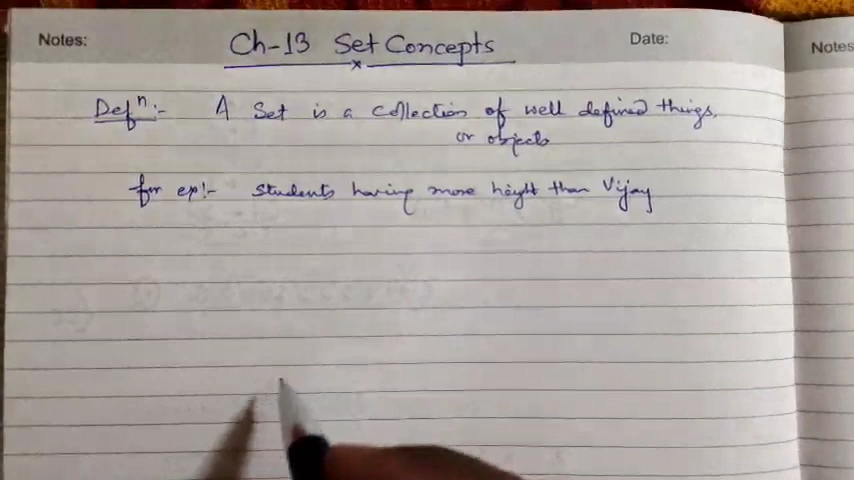 Notes:
Ch-13 Set Concepts
Date:
Notes
Defn:- A Set is a collection of well defined things.
or objects
for ex:- Students having more height than Vijay